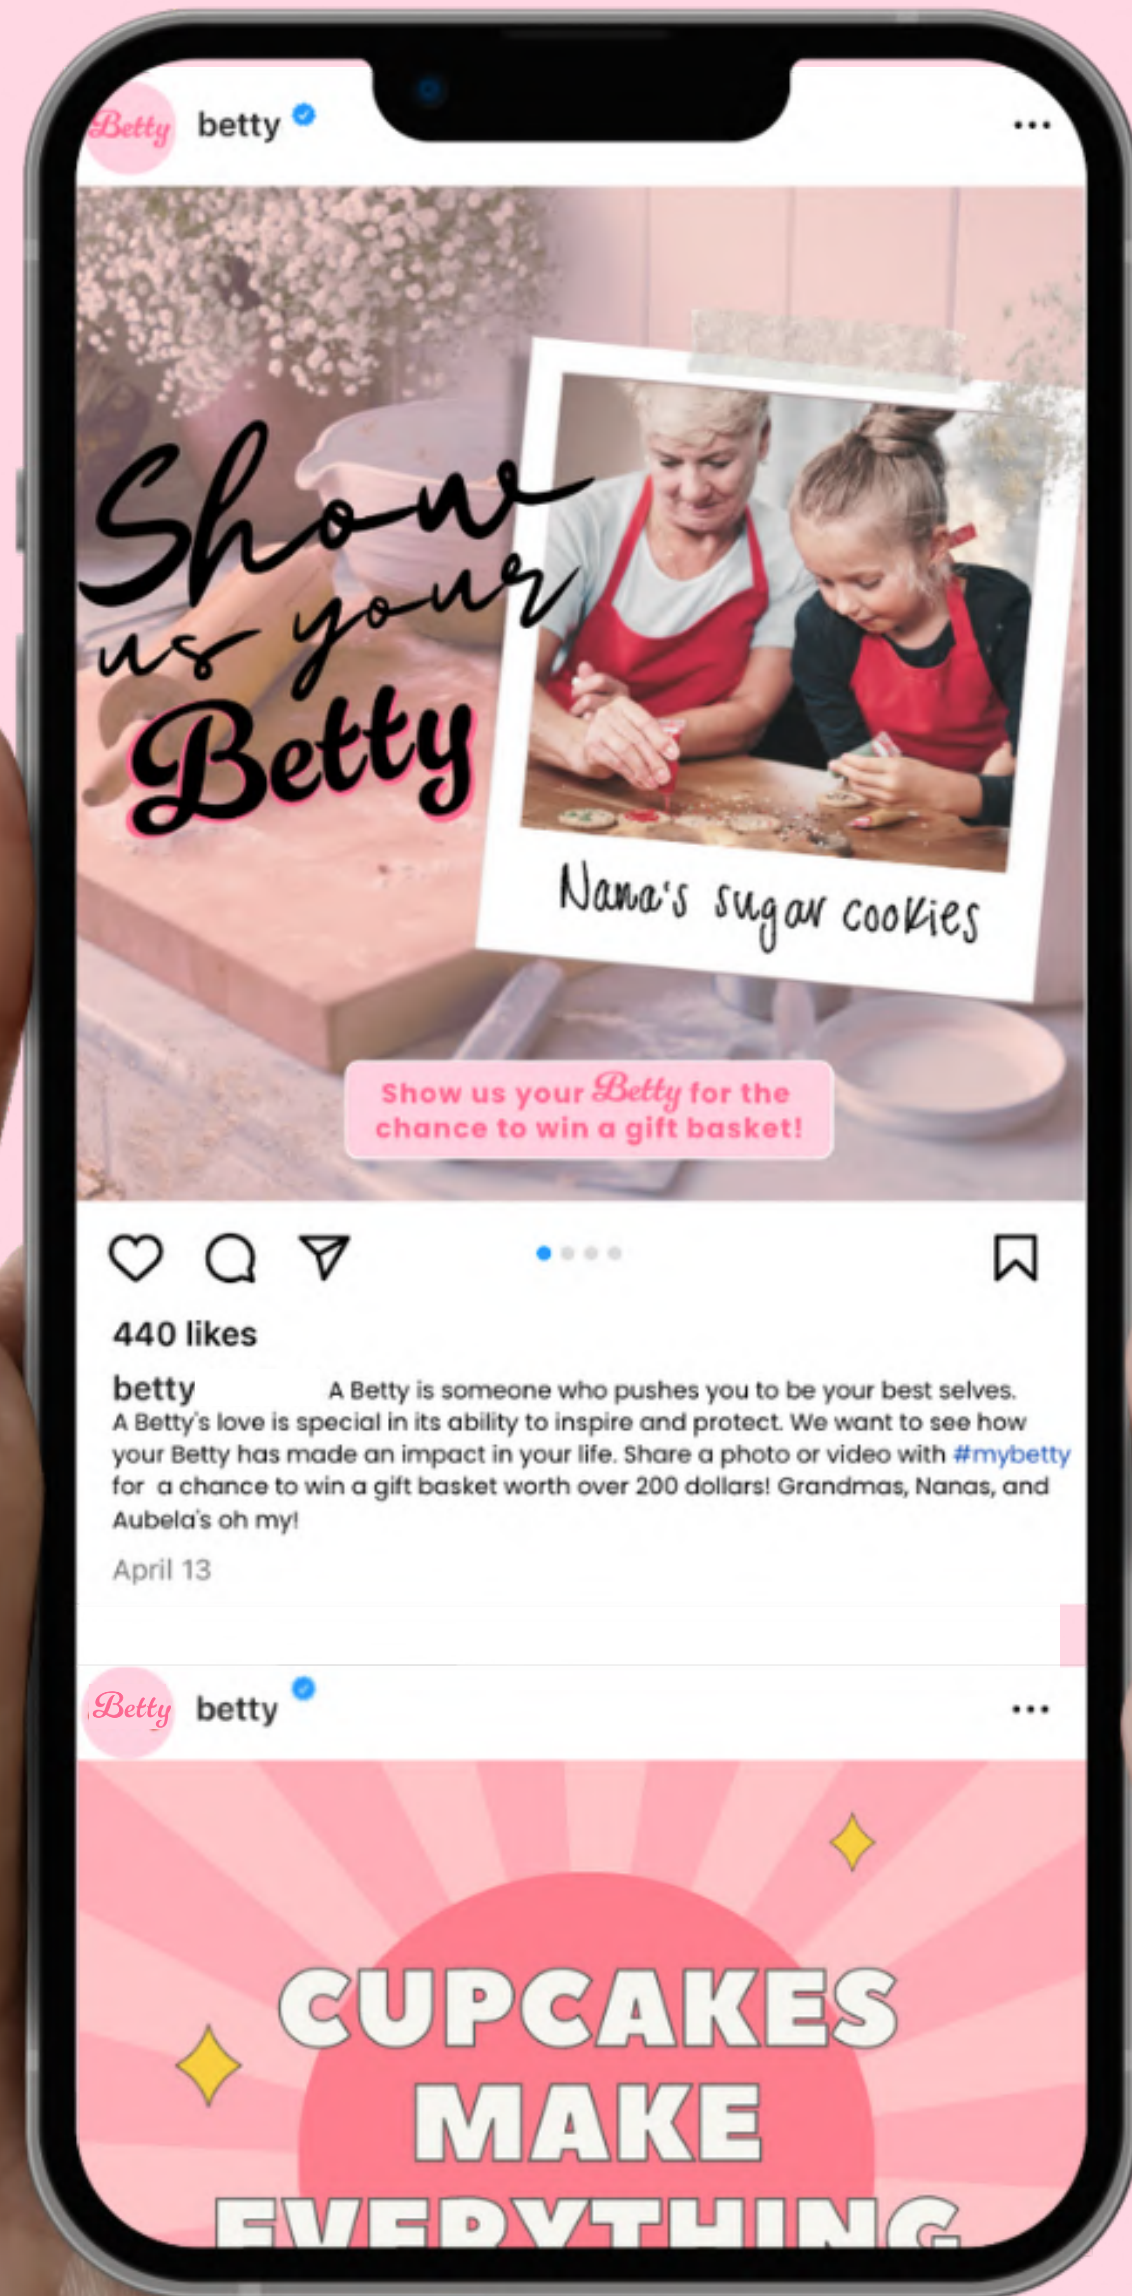 Betty betty
Show
us your
Betty
Nana's sugar cookies
Show us your Betty for the
chance to win a gift basket!
440 likes
betty A Betty is someone who pushes you to be your best selves.
A Betty's love is special in its ability to inspire and protect. We want to see how
your Betty has made an impact in your life. Share a photo or video with #mybetty
for a chance to win a gift basket worth over 200 dollars! Grandmas, Nanas, and
Aubela's oh my!
April 13
Betty betty
CUPCAKES
MAKE
EVERYTHING